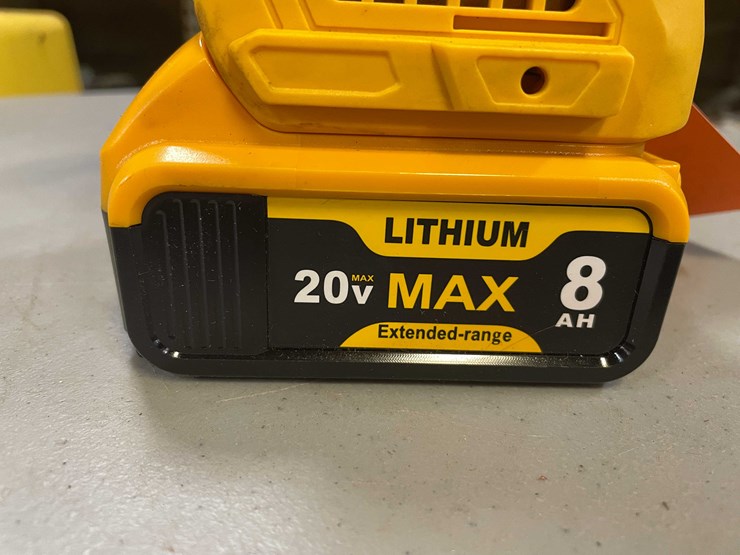 LITHIUM
20V MAX MAX 8
AH
Extended-range